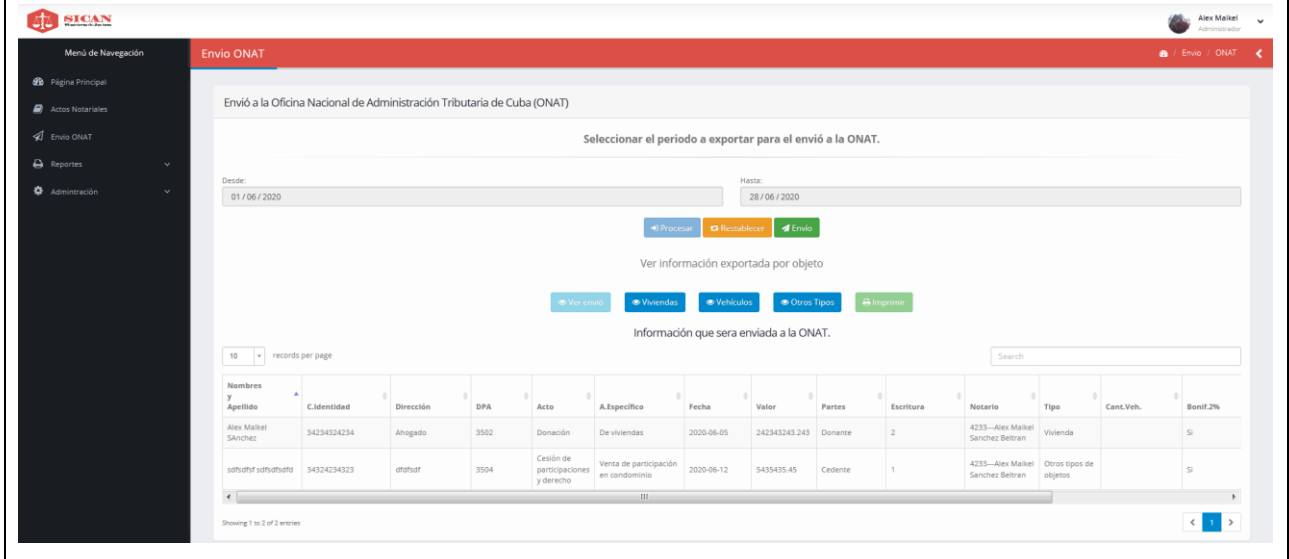 SICAN
Ministerio de Justicia
Alex Maikel
Administrador
Menú de Navegación
Envio ONAT
/ Envio / ONAT
Página Principal
Actos Notariales
Envio ONAT
Reportes
Admintración
Envió a la Oficina Nacional de Administración Tributaria de Cuba (ONAT)
Seleccionar el periodo a exportar para el envió a la ONAT.
Desde: Hasta:
01 / 06 / 2020 28 / 06 / 2020
Procesar Restablecer Envío
Ver información exportada por objeto
Ver envió Viviendas Vehículos Otros Tipos Imprimir
Información que sera enviada a la ONAT.
10 records per page Search
Nombres
y
Apellido C.Identidad Dirección DPA Acto A.Específico Fecha Valor Partes Escritura Notario Tipo Cant.Veh. Bonif.2%
Alex Maikel 4233---Alex Maikel
SAnchez 34234324234 Ahogado 3502 Donación De viviendas 2020-06-05 242343243.243 Donante 2 Sanchez Beltran Vivienda Si
Cesión de
participaciones
y derecho
sdfsdfsf sdfsdfsdfd 34324234323 dfdfsdf 3504 Venta de participación en condominio 2020-06-12 5435435.45 Cedente 1 4233---Alex Maikel Sanchez Beltran Otros tipos de objetos Si
Showing 1 to 2 of 2 entries 1